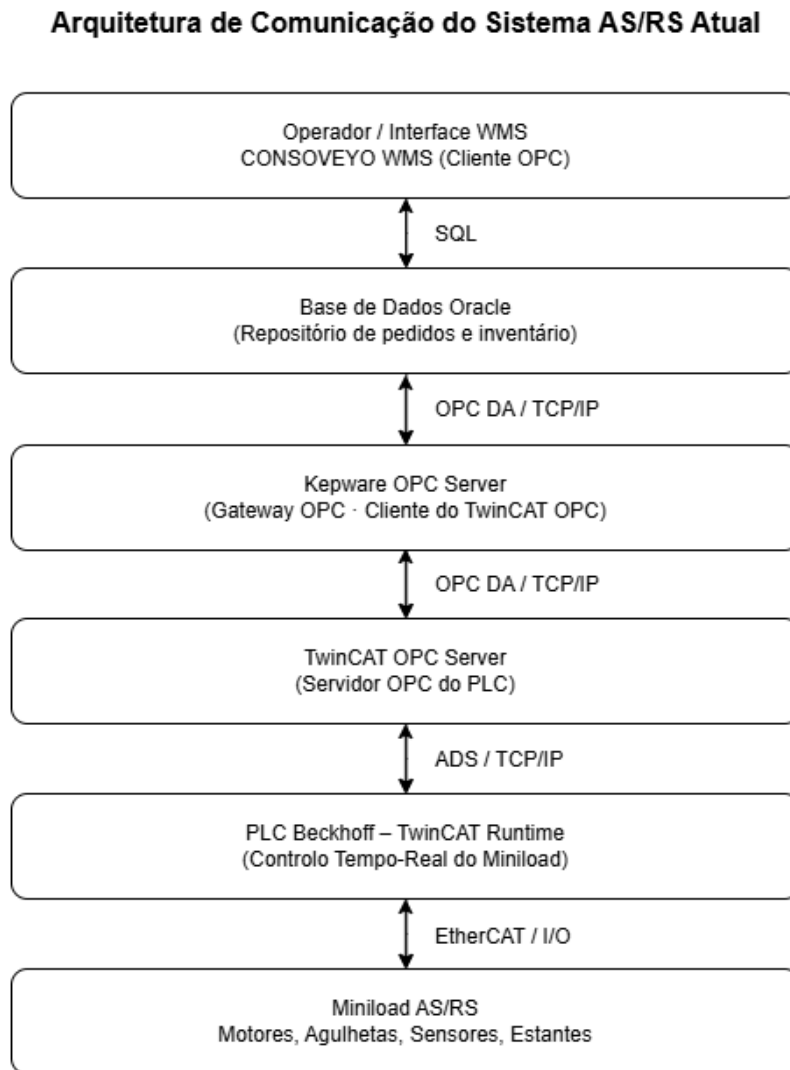 Arquitetura de Comunicação do Sistema AS/RS Atual
Operador / Interface WMS
CONSOVEYO WMS (Cliente OPC)
SQL
Base de Dados Oracle
(Repositório de pedidos e inventário)
OPC DA / TCP/IP
Kepware OPC Server
(Gateway OPC · Cliente do TwinCAT OPC)
OPC DA / TCP/IP
TwinCAT OPC Server
(Servidor OPC do PLC)
ADS / TCP/IP
PLC Beckhoff – TwinCAT Runtime
(Controlo Tempo-Real do Miniload)
EtherCAT / I/O
Miniload AS/RS
Motores, Agulhetas, Sensores, Estantes